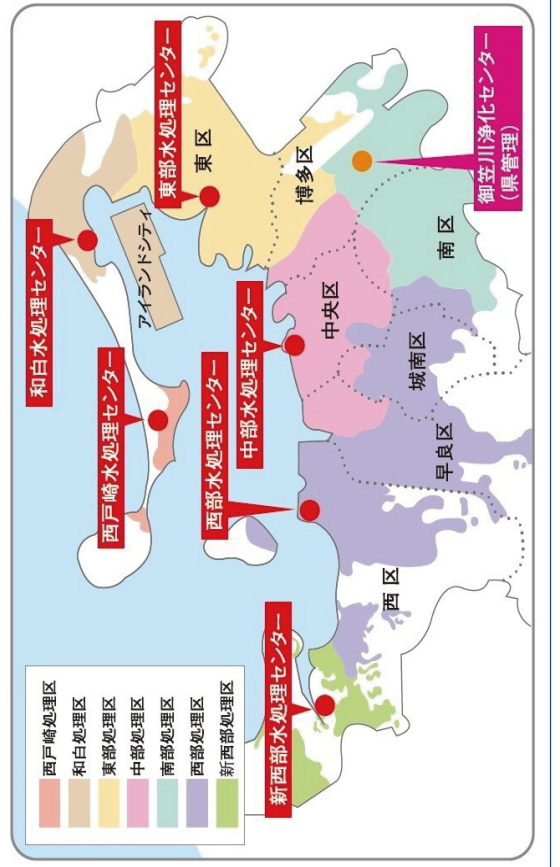 西戸崎処理区
和白処理区
東部処理区
中部処理区
南部処理区
西部処理区
新西部処理区
和白水処理センター
東部水処理センター
西戸崎水処理センター
アイランドシティ
東区
西部水処理センター
中部水処理センター
博多区
新西部水処理センター
中央区
西区
早良区
城南区
南区
御笠川浄化センター
(県管理)